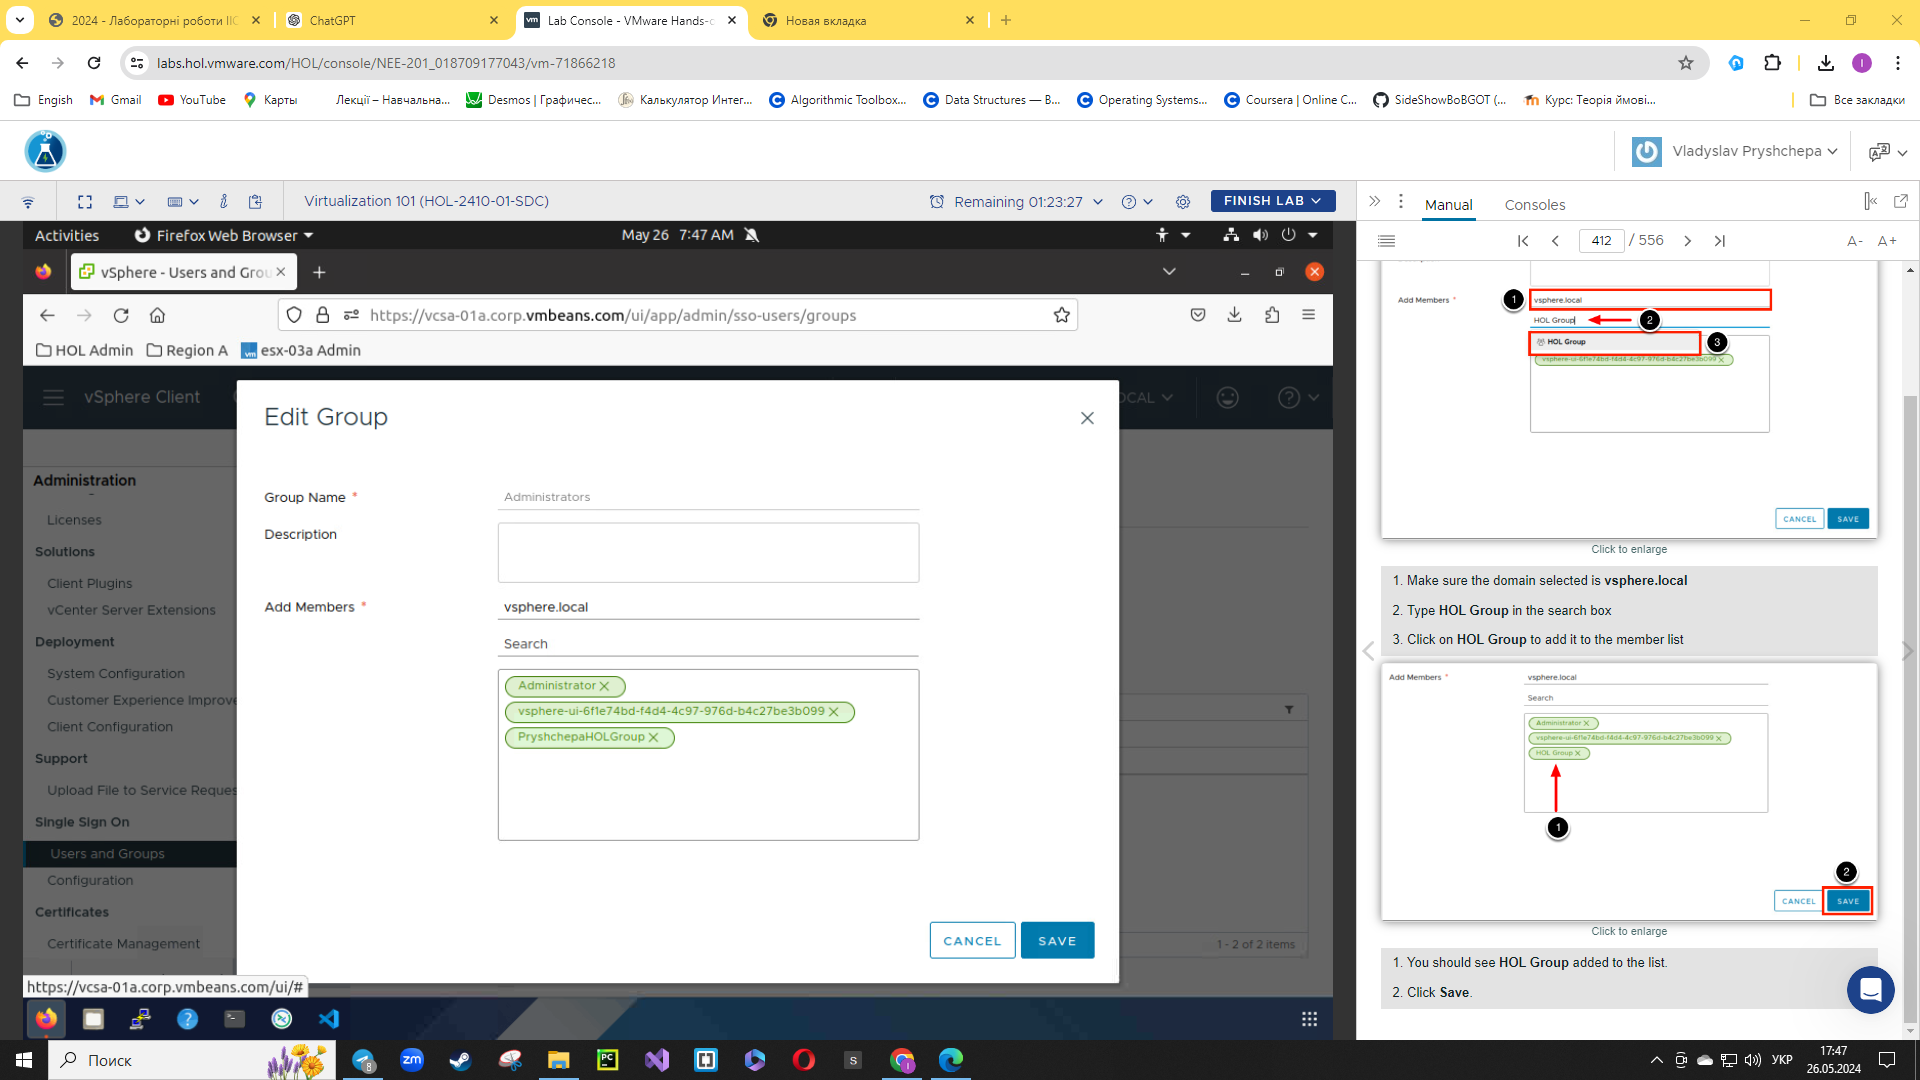 2024 - Лабораторні роботи ІІС
ChatGPT
Lab Console - VMware Hands-o
Новая вкладка
labs.hol.vmware.com/HOL/console/NEE-201_018709177043/vm-71866218
Engish
Gmail
YouTube
Карты
Лекції – Навчальна...
Desmos | Графичес...
Калькулятор Интег...
Algorithmic Toolbox...
Data Structures — В...
Operating Systems...
Coursera | Online C...
SideShowBoBGOT (...
Курс: Теорія ймові...
Все закладки
Vladyslav Pryshchepa
Virtualization 101 (HOL-2410-01-SDC)
Remaining 01:23:27
FINISH LAB
Manual
Consoles
412 / 556
A-
A+
Activities
Firefox Web Browser
May 26 7:47 AM
vSphere - Users and Grou
https://vcsa-01a.corp.vmbeans.com/ui/app/admin/sso-users/groups
HOL Admin
Region A
esx-03a Admin
vSphere Client
OCAL
Administration
Licenses
Solutions
Client Plugins
vCenter Server Extensions
Deployment
System Configuration
Customer Experience Improve
Client Configuration
Support
Upload File to Service Reques
Single Sign On
Users and Groups
Configuration
Certificates
Certificate Management
https://vcsa-01a.corp.vmbeans.com/ui/#
Edit Group
Group Name *
Administrators
Description
Add Members *
vsphere.local
Search
Administrator
vsphere-ui-6f1e74bd-f4d4-4c97-976d-b4c27be3b099
PryshchepaHOLGroup
CANCEL
SAVE
1 - 2 of 2 items
Add Members *
1
vsphere.local
HOL Group
2
HOL Group
3
vsphere-ui-6f1e74bd-f4d4-4c97-976d-b4c27be3b099
CANCEL
SAVE
Click to enlarge
1. Make sure the domain selected is vsphere.local
2. Type HOL Group in the search box
3. Click on HOL Group to add it to the member list
Add Members *
vsphere.local
Search
Administrator
vsphere-ui-6f1e74bd-f4d4-4c97-976d-b4c27be3b099
HOL Group
1
2
CANCEL
SAVE
Click to enlarge
1. You should see HOL Group added to the list.
2. Click Save.
Поиск
УКР
17:47
26.05.2024